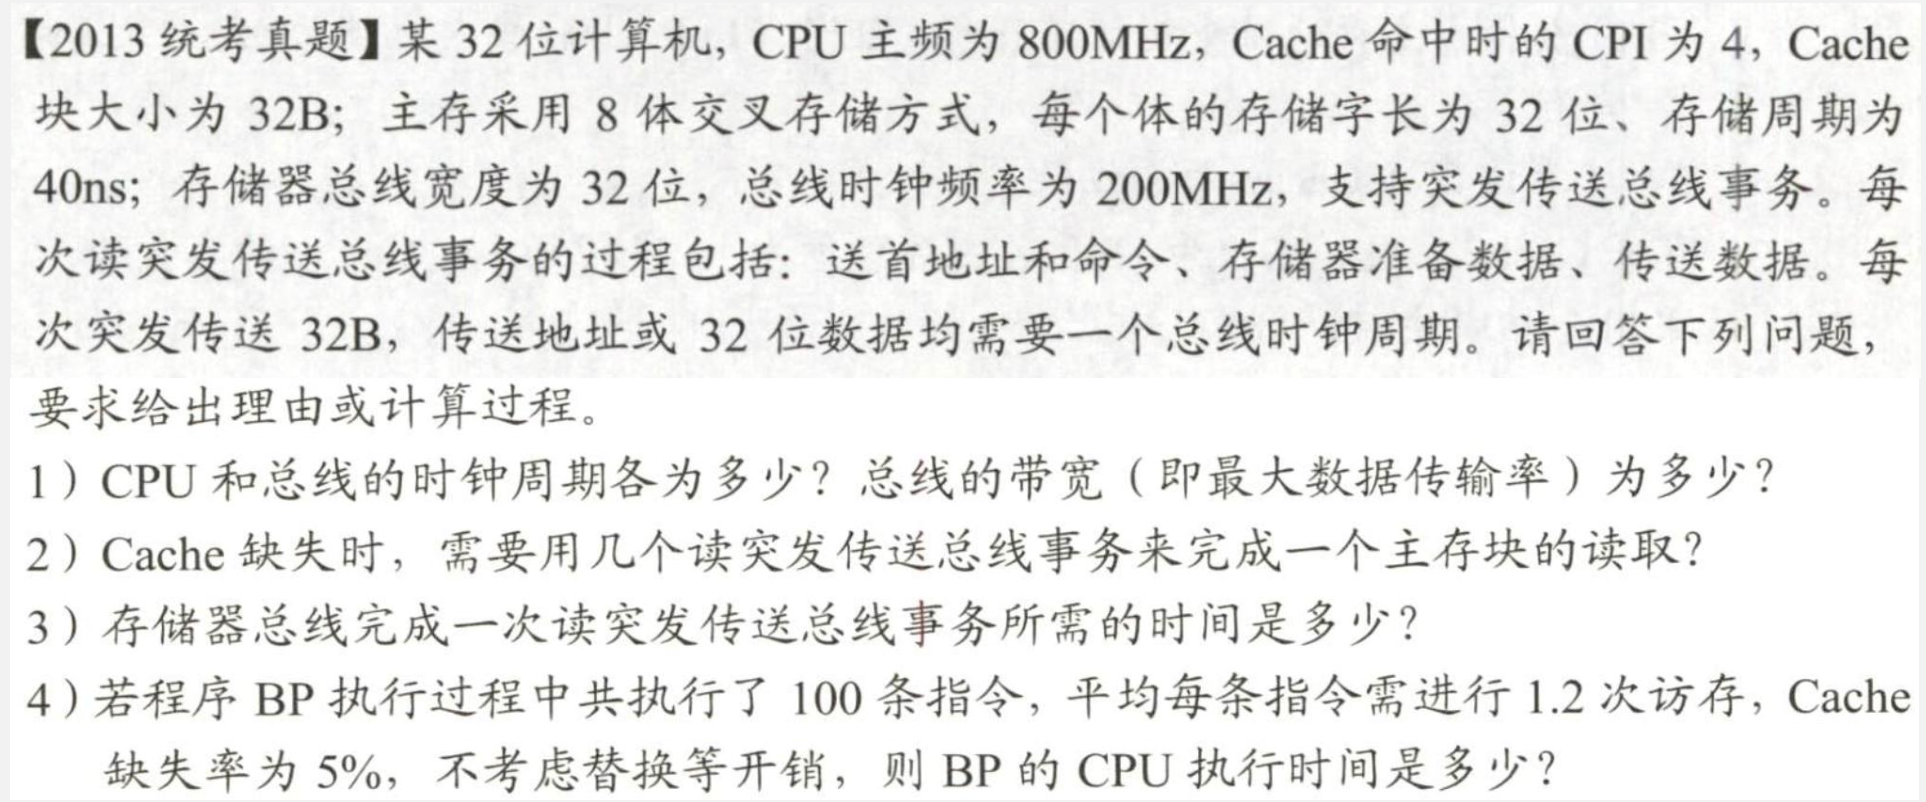 【2013 统考真题】某 32 位计算机，CPU 主频为 800MHz，Cache 命中时的 CPI 为 4，Cache
块大小为 32B；主存采用 8 体交叉存储方式，每个体的存储字长为 32 位、存储周期为
40ns；存储器总线宽度为 32 位，总线时钟频率为 200MHz，支持突发传送总线事务。每
次读突发传送总线事务的过程包括：送首地址和命令、存储器准备数据、传送数据。每
次突发传送 32B，传送地址或 32 位数据均需要一个总线时钟周期。请回答下列问题，
要求给出理由或计算过程。
1）CPU 和总线的时钟周期各为多少？总线的带宽（即最大数据传输率）为多少？
2）Cache 缺失时，需要用几个读突发传送总线事务来完成一个主存块的读取？
3）存储器总线完成一次读突发传送总线事务所需的时间是多少？
4）若程序 BP 执行过程中共执行了 100 条指令，平均每条指令需进行 1.2 次访存，Cache
缺失率为 5%，不考虑替换等开销，则 BP 的 CPU 执行时间是多少？